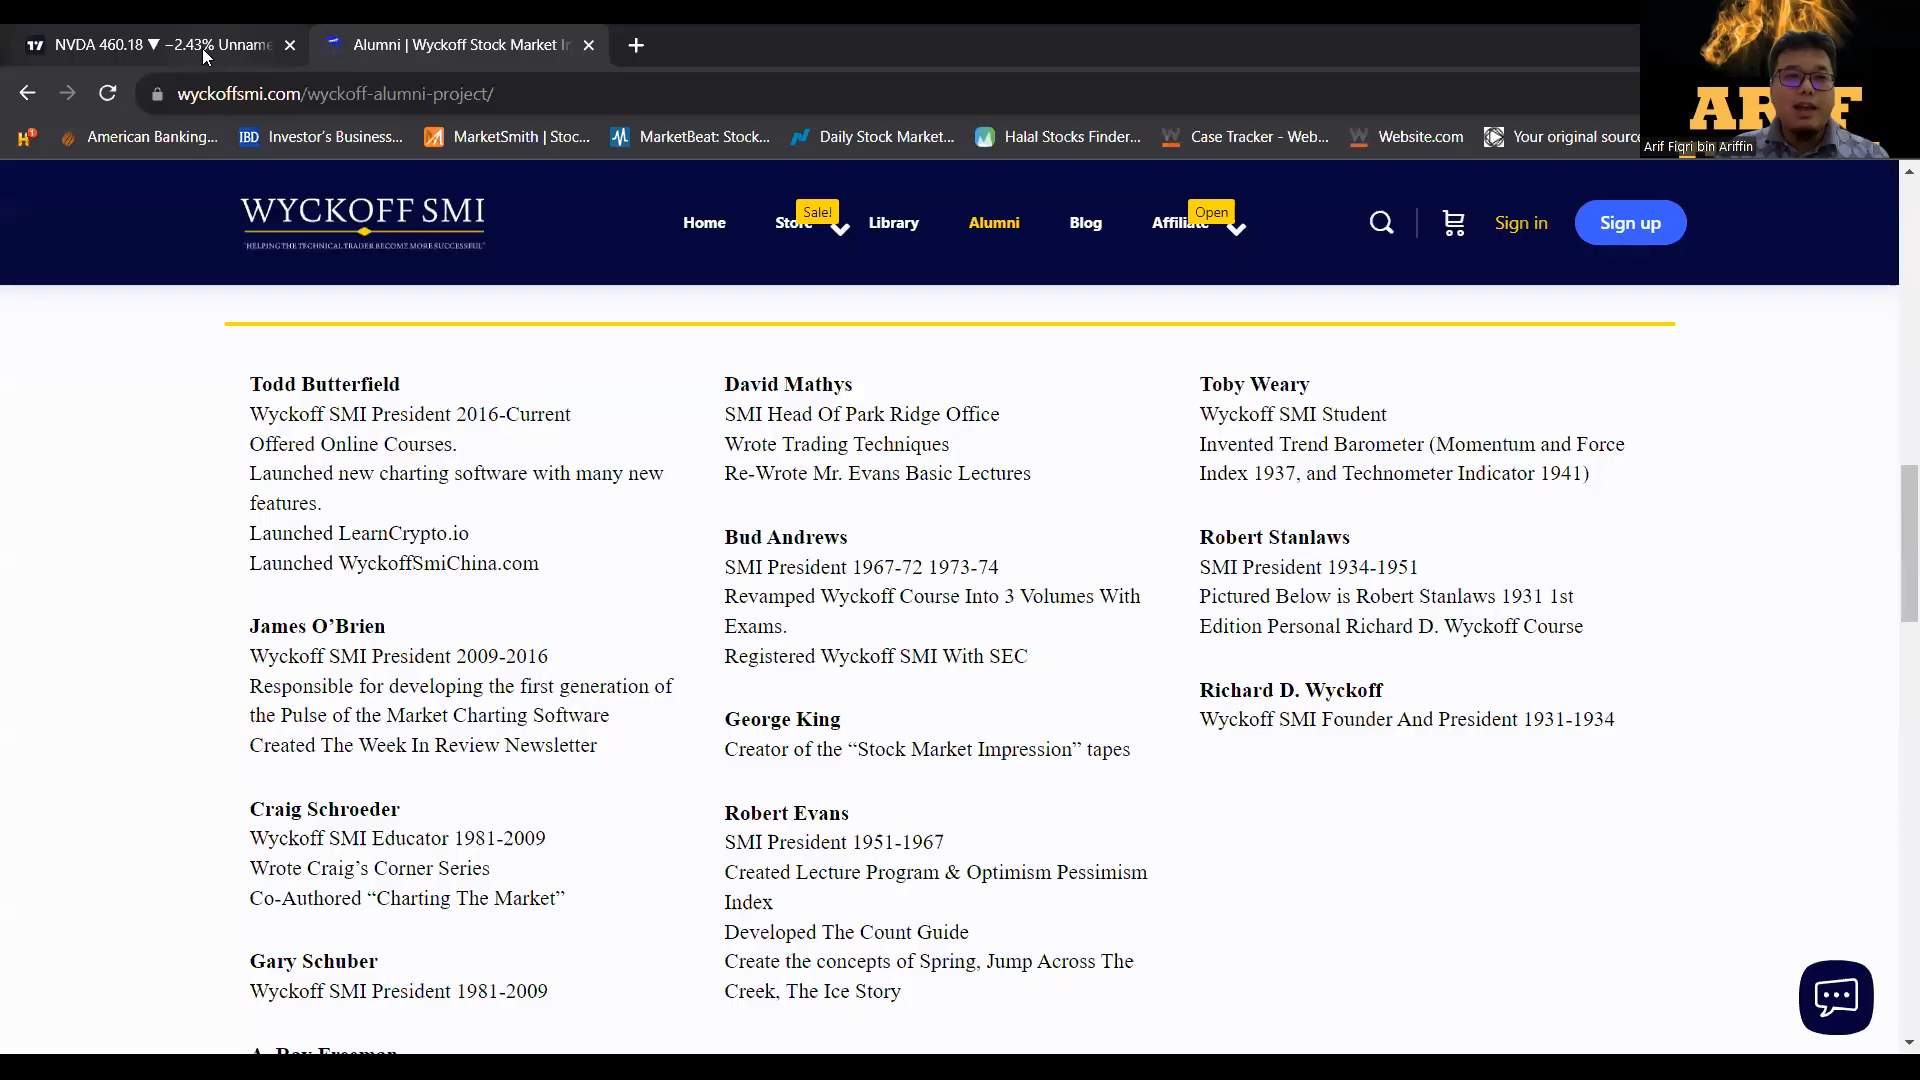 NVDA 460.18 ▼ −2.43% Unname
Alumni | Wyckoff Stock Market In
wyckoffsmi.com/wyckoff-alumni-project/
American Banking...
IBD Investor's Business...
MarketSmith | Stoc...
MarketBeat: Stock...
Daily Stock Market...
Halal Stocks Finder...
Case Tracker - Web...
Website.com
Your original source
Arif Fiqri bin Ariffin
WYCKOFF SMI
"HELPING THE TECHNICAL TRADER BECOME MORE SUCCESSFUL"
Home
Store
Sale!
Library
Alumni
Blog
Affiliate
Open
Sign in
Sign up
Todd Butterfield
Wyckoff SMI President 2016-Current
Offered Online Courses.
Launched new charting software with many new
features.
Launched LearnCrypto.io
Launched WyckoffSmiChina.com
James O’Brien
Wyckoff SMI President 2009-2016
Responsible for developing the first generation of
the Pulse of the Market Charting Software
Created The Week In Review Newsletter
Craig Schroeder
Wyckoff SMI Educator 1981-2009
Wrote Craig’s Corner Series
Co-Authored “Charting The Market”
Gary Schuber
Wyckoff SMI President 1981-2009
David Mathys
SMI Head Of Park Ridge Office
Wrote Trading Techniques
Re-Wrote Mr. Evans Basic Lectures
Bud Andrews
SMI President 1967-72 1973-74
Revamped Wyckoff Course Into 3 Volumes With
Exams.
Registered Wyckoff SMI With SEC
George King
Creator of the “Stock Market Impression” tapes
Robert Evans
SMI President 1951-1967
Created Lecture Program & Optimism Pessimism
Index
Developed The Count Guide
Create the concepts of Spring, Jump Across The
Creek, The Ice Story
Toby Weary
Wyckoff SMI Student
Invented Trend Barometer (Momentum and Force
Index 1937, and Technometer Indicator 1941)
Robert Stanlaws
SMI President 1934-1951
Pictured Below is Robert Stanlaws 1931 1st
Edition Personal Richard D. Wyckoff Course
Richard D. Wyckoff
Wyckoff SMI Founder And President 1931-1934